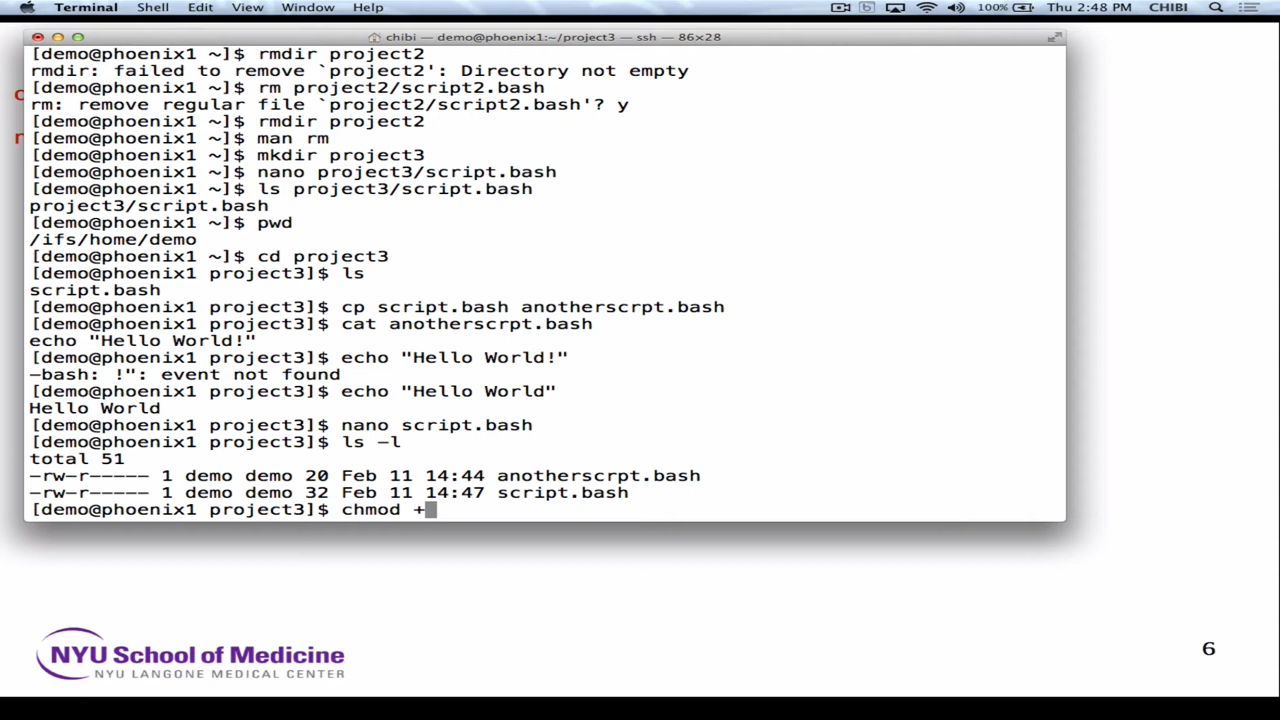 Terminal Shell Edit View Window Help 100% Thu 2:48 PM CHIBI
chibi — demo@phoenix1:~/project3 — ssh — 86×28
[demo@phoenix1 ~]$ rmdir project2
rmdir: failed to remove `project2': Directory not empty
[demo@phoenix1 ~]$ rm project2/script2.bash
rm: remove regular file `project2/script2.bash'? y
[demo@phoenix1 ~]$ rmdir project2
[demo@phoenix1 ~]$ man rm
[demo@phoenix1 ~]$ mkdir project3
[demo@phoenix1 ~]$ nano project3/script.bash
[demo@phoenix1 ~]$ ls project3/script.bash
project3/script.bash
[demo@phoenix1 ~]$ pwd
/ifs/home/demo
[demo@phoenix1 ~]$ cd project3
[demo@phoenix1 project3]$ ls
script.bash
[demo@phoenix1 project3]$ cp script.bash anotherscrpt.bash
[demo@phoenix1 project3]$ cat anotherscrpt.bash
echo "Hello World!"
[demo@phoenix1 project3]$ echo "Hello World!"
-bash: !": event not found
[demo@phoenix1 project3]$ echo "Hello World"
Hello World
[demo@phoenix1 project3]$ nano script.bash
[demo@phoenix1 project3]$ ls -l
total 51
-rw-r----- 1 demo demo 20 Feb 11 14:44 anotherscrpt.bash
-rw-r----- 1 demo demo 32 Feb 11 14:47 script.bash
[demo@phoenix1 project3]$ chmod +
NYU School of Medicine
NYU LANGONE MEDICAL CENTER
6